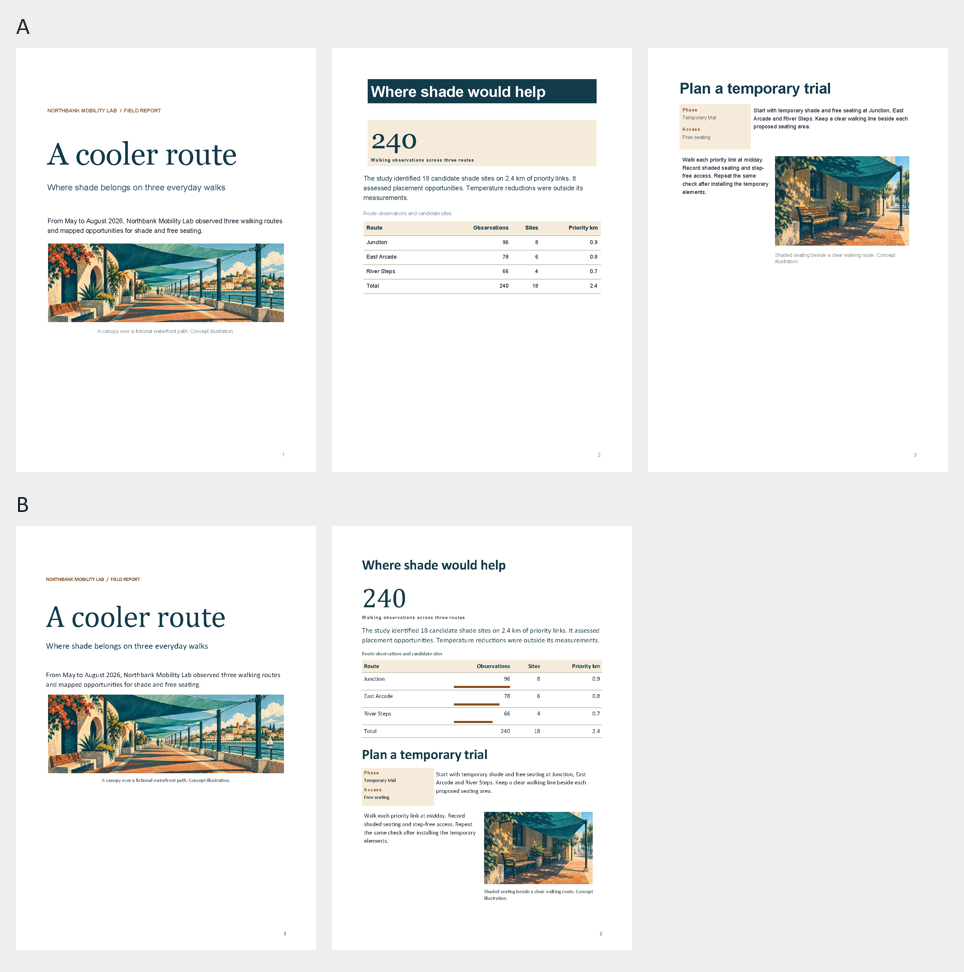 A
NORTHBANK MOBILITY LAB / FIELD REPORT
A cooler route
Where shade belongs on three everyday walks
From May to August 2026, Northbank Mobility Lab observed three walking routes
and mapped opportunities for shade and free seating.
A canopy over a fictional waterfront path. Concept illustration
1
Where shade would help
240
Walking observations across three routes
The study identified 18 candidate shade sites on 2.4 km of priority links. It
assessed placement opportunities. Temperature reductions were outside its
measurements.
Route observations and candidate sites
Route Observations Sites Priority km
Junction 96 8 0.9
East Arcade 78 6 0.8
River Steps 66 4 0.7
Total 240 18 2.4
2
Plan a temporary trial
Phase
Temporary trial
Access
Free seating
Start with temporary shade and free seating at Junction, East
Arcade and River Steps. Keep a clear walking line beside each
proposed seating area.
Walk each priority link at midday.
Record shaded seating and step-
free access. Repeat the same
check after installing the temporary
elements.
Shaded seating beside a clear walking route. Concept
illustration
3
B
NORTHBANK MOBILITY LAB / FIELD REPORT
A cooler route
Where shade belongs on three everyday walks
From May to August 2026, Northbank Mobility Lab observed three walking routes
and mapped opportunities for shade and free seating.
A canopy over a fictional waterfront path. Concept illustration.
1
Where shade would help
240
Walking observations across three routes
The study identified 18 candidate shade sites on 2.4 km of priority links. It assessed
placement opportunities. Temperature reductions were outside its measurements.
Route observations and candidate sites
Route Observations Sites Priority km
Junction 96 8 0.9
East Arcade 78 6 0.8
River Steps 66 4 0.7
Total 240 18 2.4
Plan a temporary trial
Phase
Temporary trial
Access
Free seating
Start with temporary shade and free seating at Junction, East
Arcade and River Steps. Keep a clear walking line beside each
proposed seating area.
Walk each priority link at midday. Record
shaded seating and step-free access. Repeat
the same check after installing the temporary
elements.
Shaded seating beside a clear walking route. Concept
illustration.
2